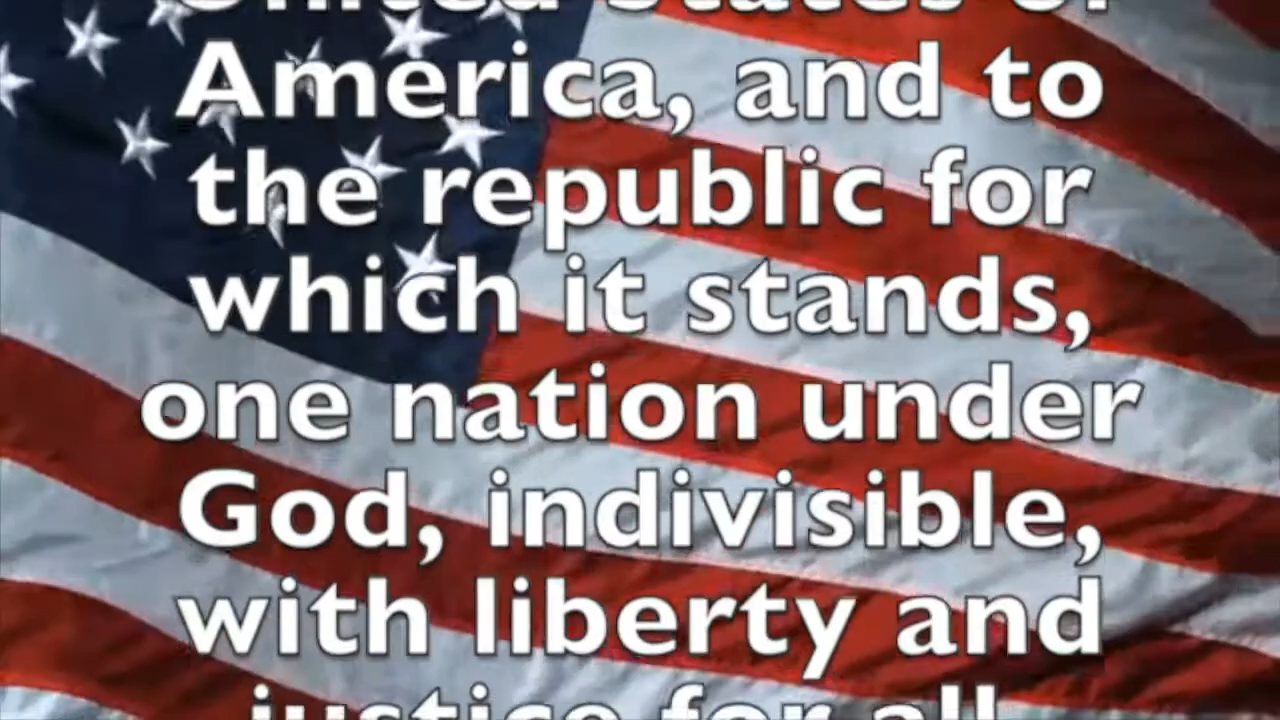 United States of
America, and to
the republic for
which it stands,
one nation under
God, indivisible,
with liberty and
justice for all